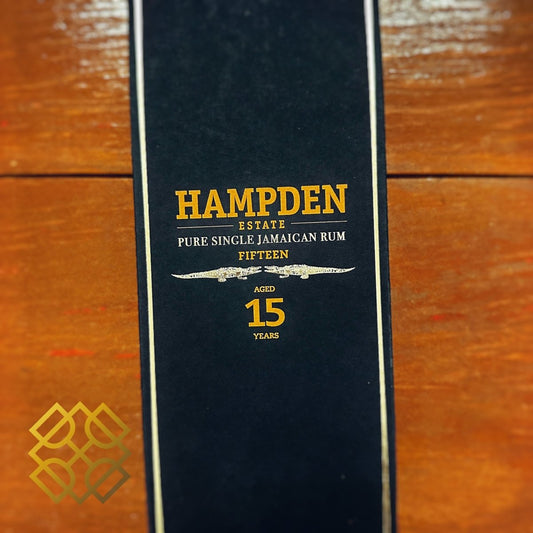 HAMPDEN
ESTATE
PURE SINGLE JAMAICAN RUM
FIFTEEN
AGED
15
YEARS